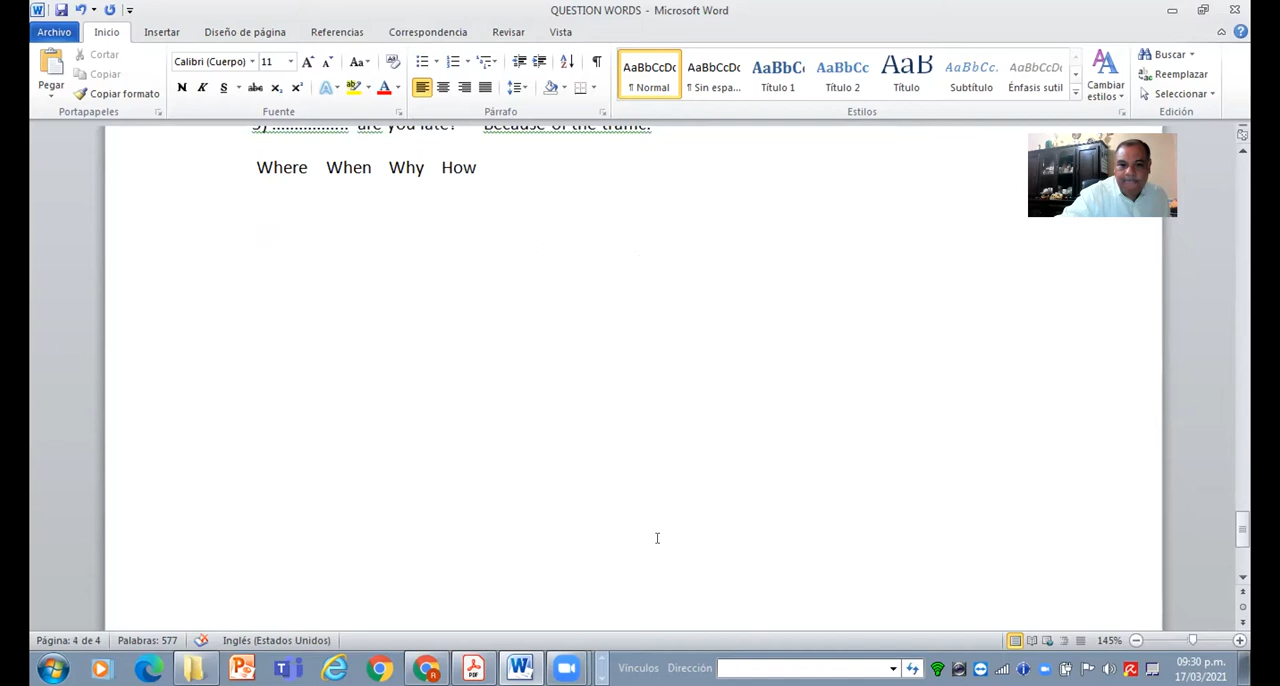 QUESTION WORDS - Microsoft Word
Archivo Inicio Insertar Diseño de página Referencias Correspondencia Revisar Vista
Pegar
Cortar
Copiar
Copiar formato
Portapapeles
Calibri (Cuerpo) 11
Fuente
Párrafo
AaBbCcDc AaBbCcDc AaBbC AaBbCc AaB AaBbCc. AaBbCcDc
¶ Normal ¶ Sin espa... Título 1 Título 2 Título Subtítulo Énfasis sutil
Estilos
Cambiar estilos
Buscar
Reemplazar
Seleccionar
Edición
are you late? Because of the traffic.
Where When Why How
Página: 4 de 4 Palabras: 577 Inglés (Estados Unidos) 145%
Vínculos Dirección
09:30 p.m.
17/03/2021